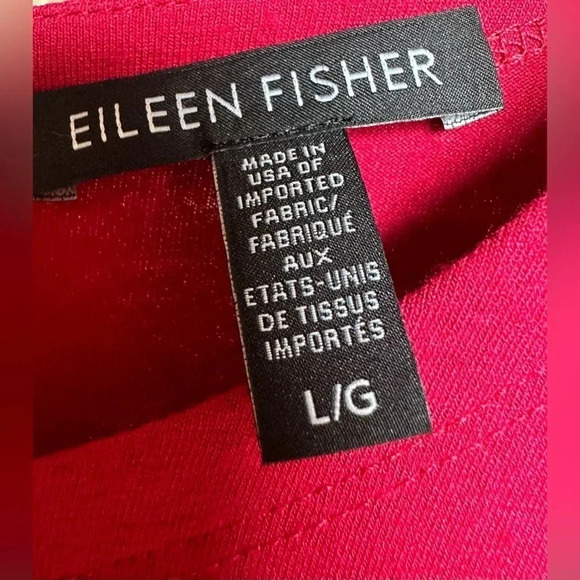 EILEEN FISHER
MADE IN
USA OF
IMPORTED
FABRIC/
FABRIQUÉ
AUX
ETATS-UNIS
DE TISSUS
IMPORTÉS
L/G